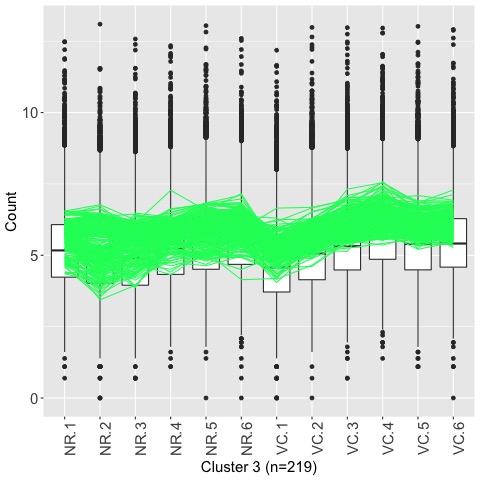 Count
10
5
0
NR.1
NR.2
NR.3
NR.4
NR.5
NR.6
VC.1
VC.2
VC.3
VC.4
VC.5
VC.6
Cluster 3 (n=219)